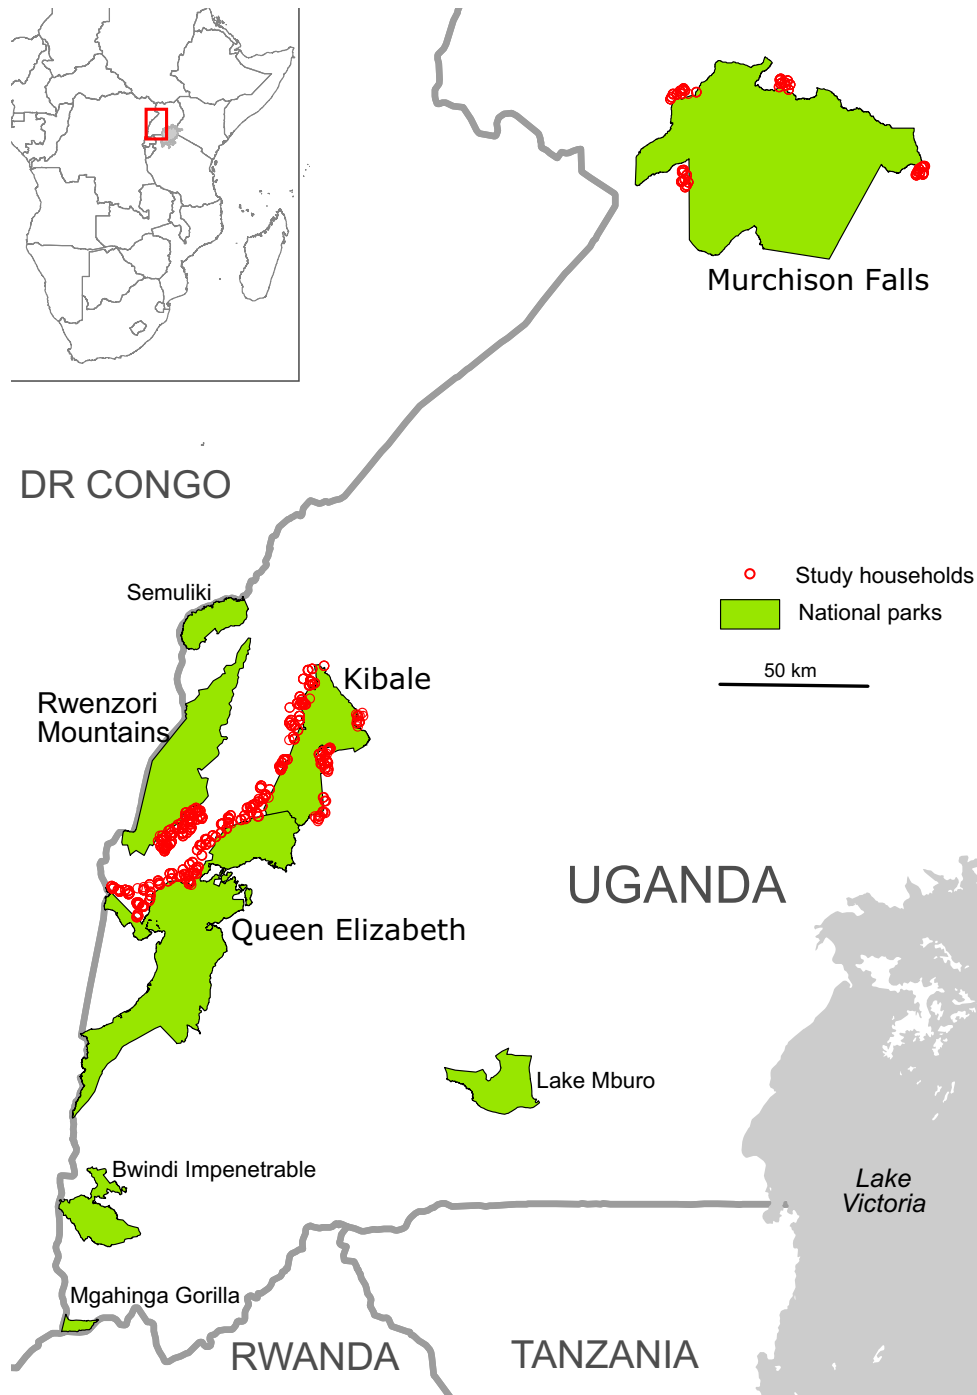 Murchison Falls
DR CONGO
Semuliki
Study households
National parks
50 km
Kibale
Rwenzori
Mountains
UGANDA
Queen Elizabeth
Lake Mburo
Bwindi Impenetrable
Lake
Victoria
Mgahinga Gorilla
RWANDA
TANZANIA